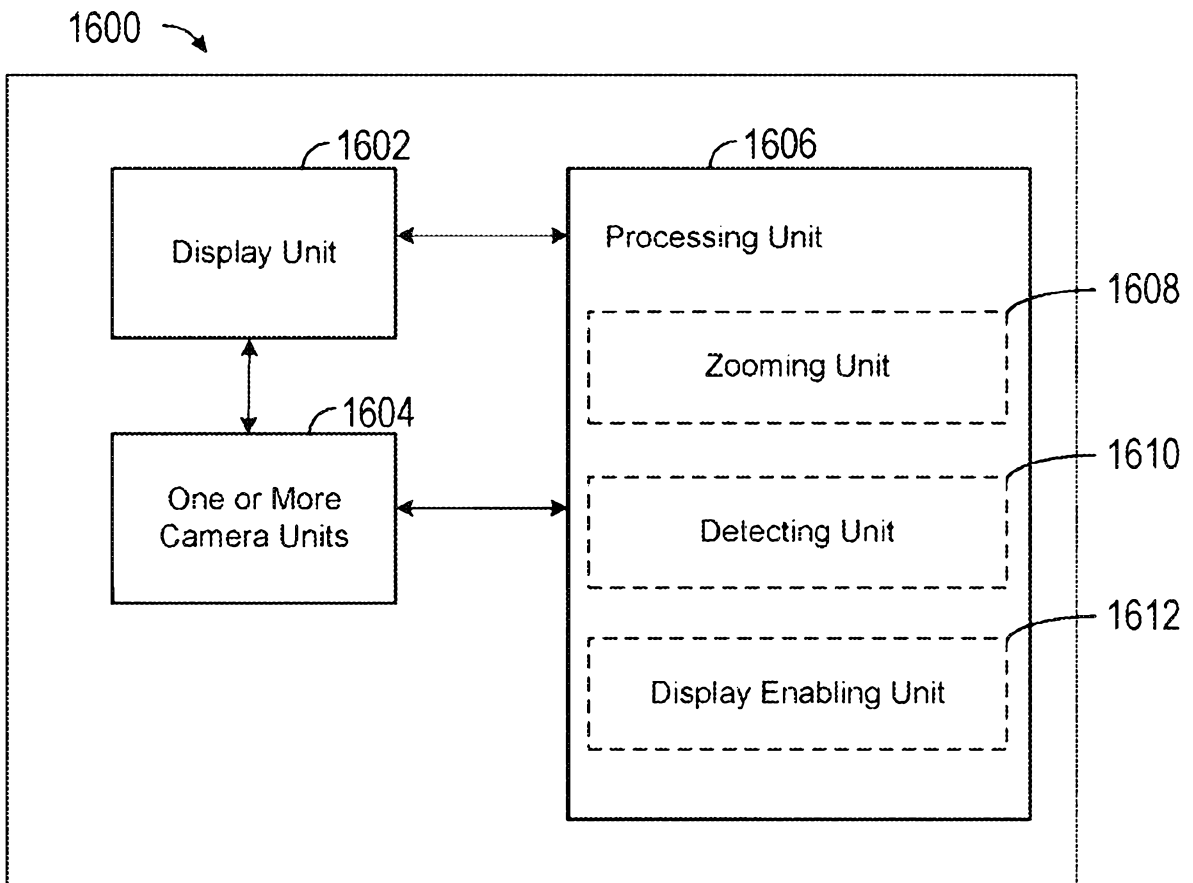 1600
1602
1606
Display Unit
Processing Unit
1608
Zooming Unit
1604
One or More
Camera Units
1610
Detecting Unit
1612
Display Enabling Unit